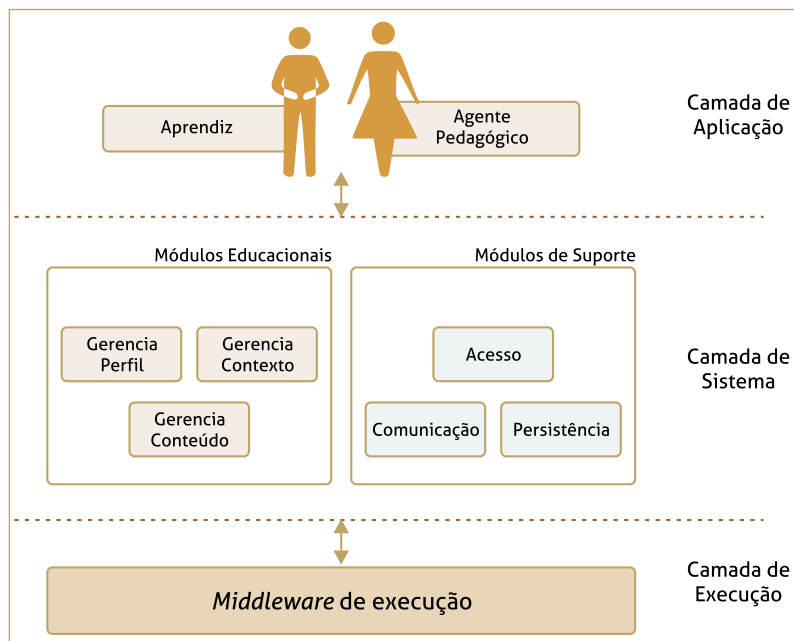 Aprendiz
Agente
Pedagógico
Camada de
Aplicação
Módulos Educacionais
Módulos de Suporte
Gerencia
Perfil
Gerencia
Contexto
Gerencia
Conteúdo
Acesso
Comunicação
Persistência
Camada de
Sistema
Middleware de execução
Camada de
Execução